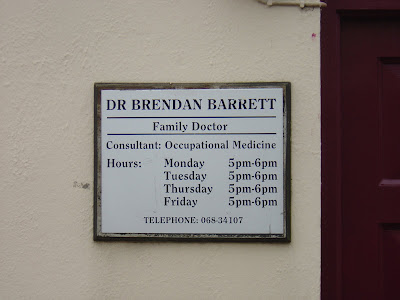 DR BRENDAN BARRETT
Family Doctor
Consultant: Occupational Medicine
Hours: Monday 5pm-6pm
Tuesday 5pm-6pm
Thursday 5pm-6pm
Friday 5pm-6pm
TELEPHONE: 068-34107